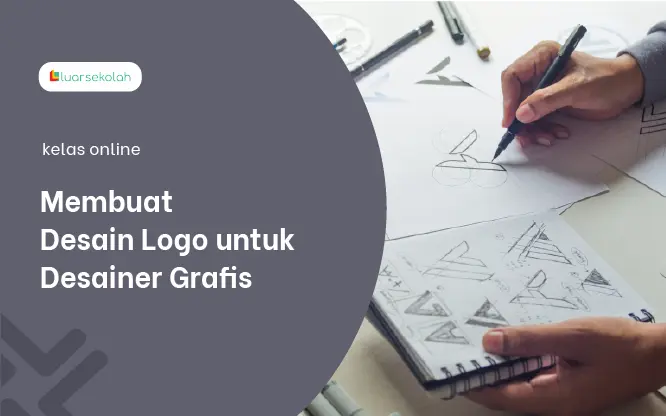 luarsekolah
kelas online
Membuat
Desain Logo untuk
Desainer Grafis